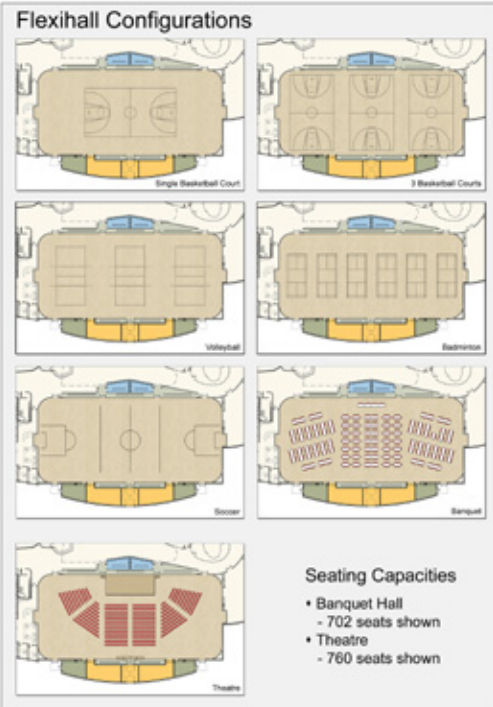 Flexihall Configurations
Single Basketball Court
3 Basketball Courts
Volleyball
Badminton
Soccer
Banquet
Theatre
Seating Capacities
• Banquet Hall
- 702 seats shown
• Theatre
- 760 seats shown